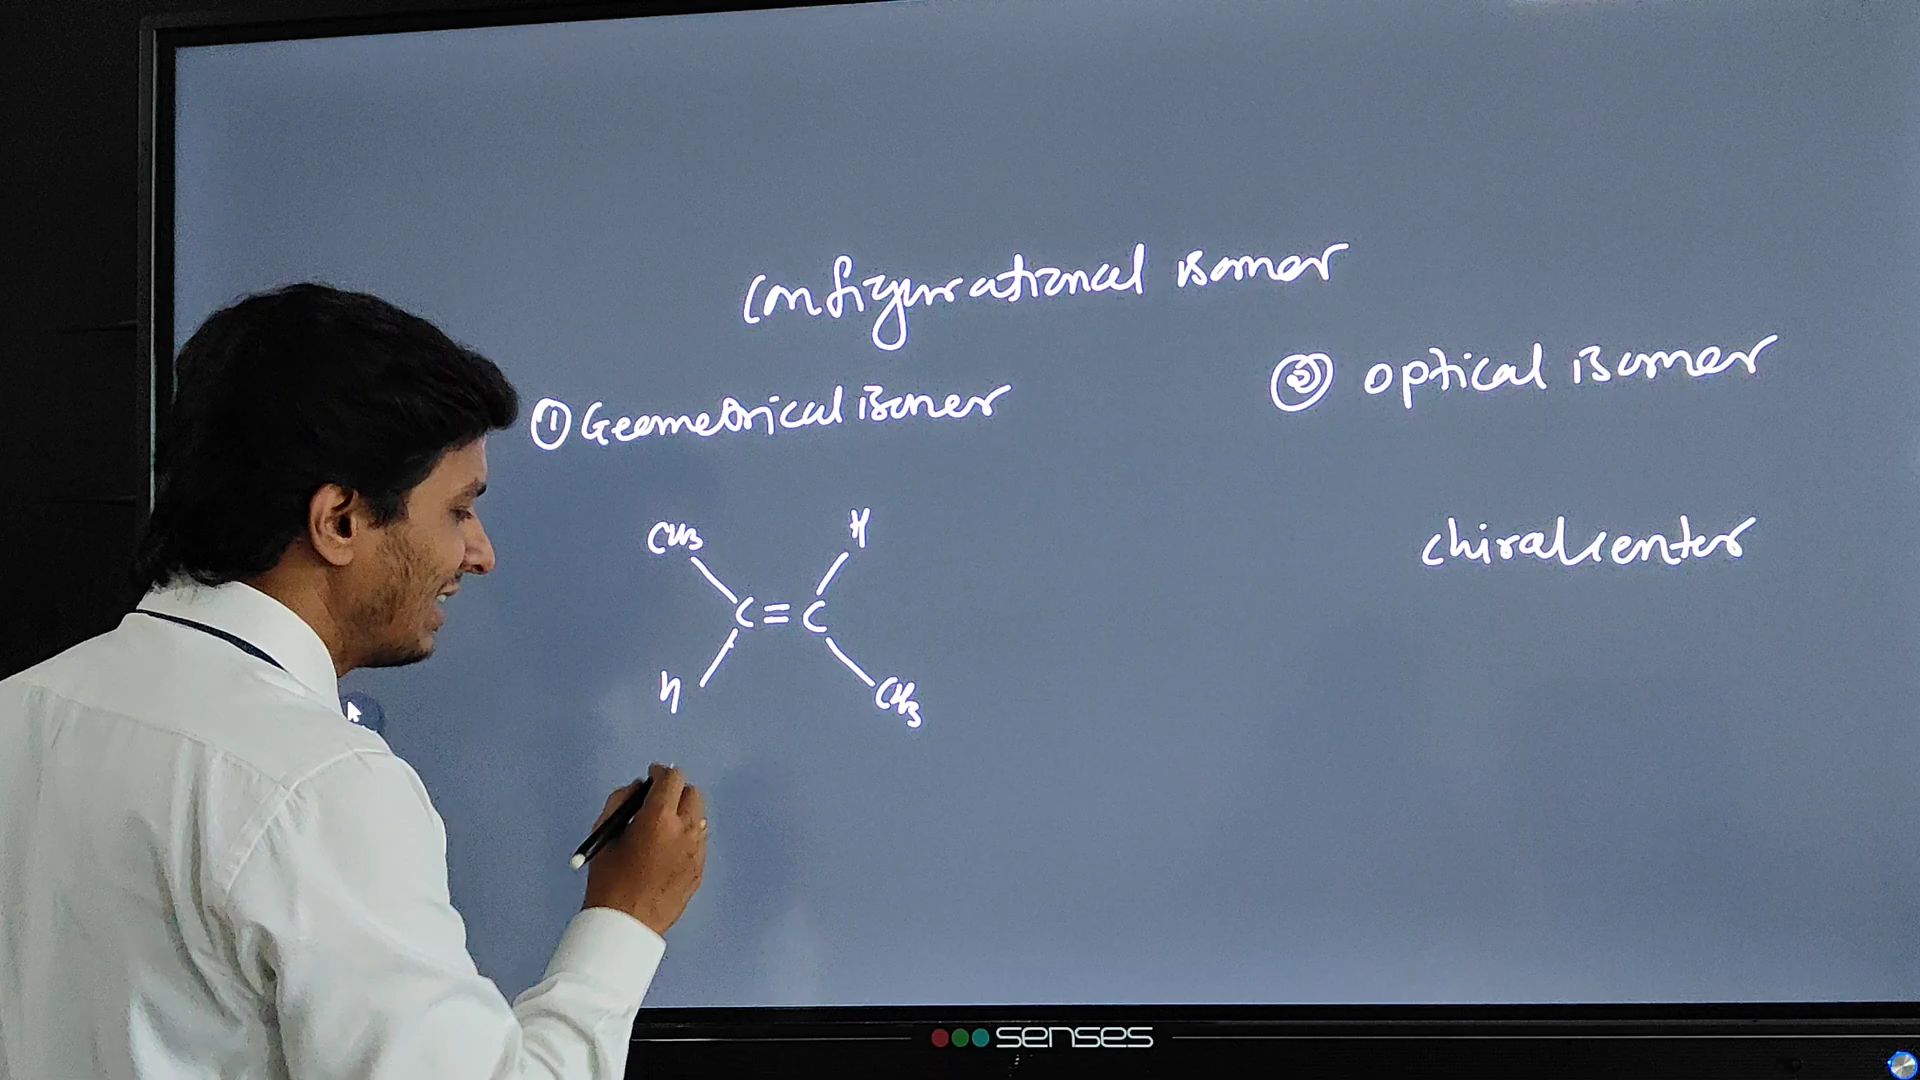 Configurational isomer
① Geometrical isomer
② optical isomer
CH3 H
C=C
H CH3
chiral center
senses